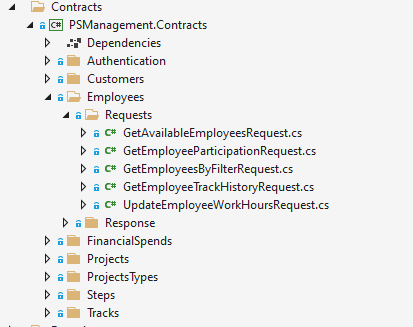 Contracts
C# PSManagement.Contracts
Dependencies
Authentication
Customers
Employees
Requests
C# GetAvailableEmployeesRequest.cs
C# GetEmployeeParticipationRequest.cs
C# GetEmployeesByFilterRequest.cs
C# GetEmployeeTrackHistoryRequest.cs
C# UpdateEmployeeWorkHoursRequest.cs
Response
FinancialSpends
Projects
ProjectsTypes
Steps
Tracks